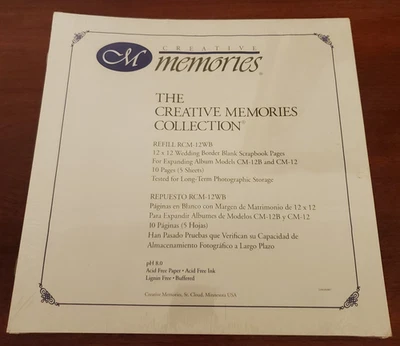 CM
CREATIVE
memories®
THE
CREATIVE MEMORIES
COLLECTION®
REFILL RCM-12WB
12 x 12 Wedding Border Blank Scrapbook Pages
For Expanding Album Models CM-12B and CM-12
10 Pages (5 Sheets)
Tested for Long-Term Photographic Storage
REPUESTO RCM-12WB
Páginas en Blanco con Margen de Matrimonio de 12 x 12
Para Expandir Albumes de Modelos CM-12B y CM-12
10 Páginas (5 Hojas)
Han Pasado Pruebas que Verifican su Capacidad de
Almacenamiento Fotográfico a Largo Plazo
pH 8.0
Acid Free Paper • Acid Free Ink
Lignin Free • Buffered
Creative Memories, St. Cloud, Minnesota USA